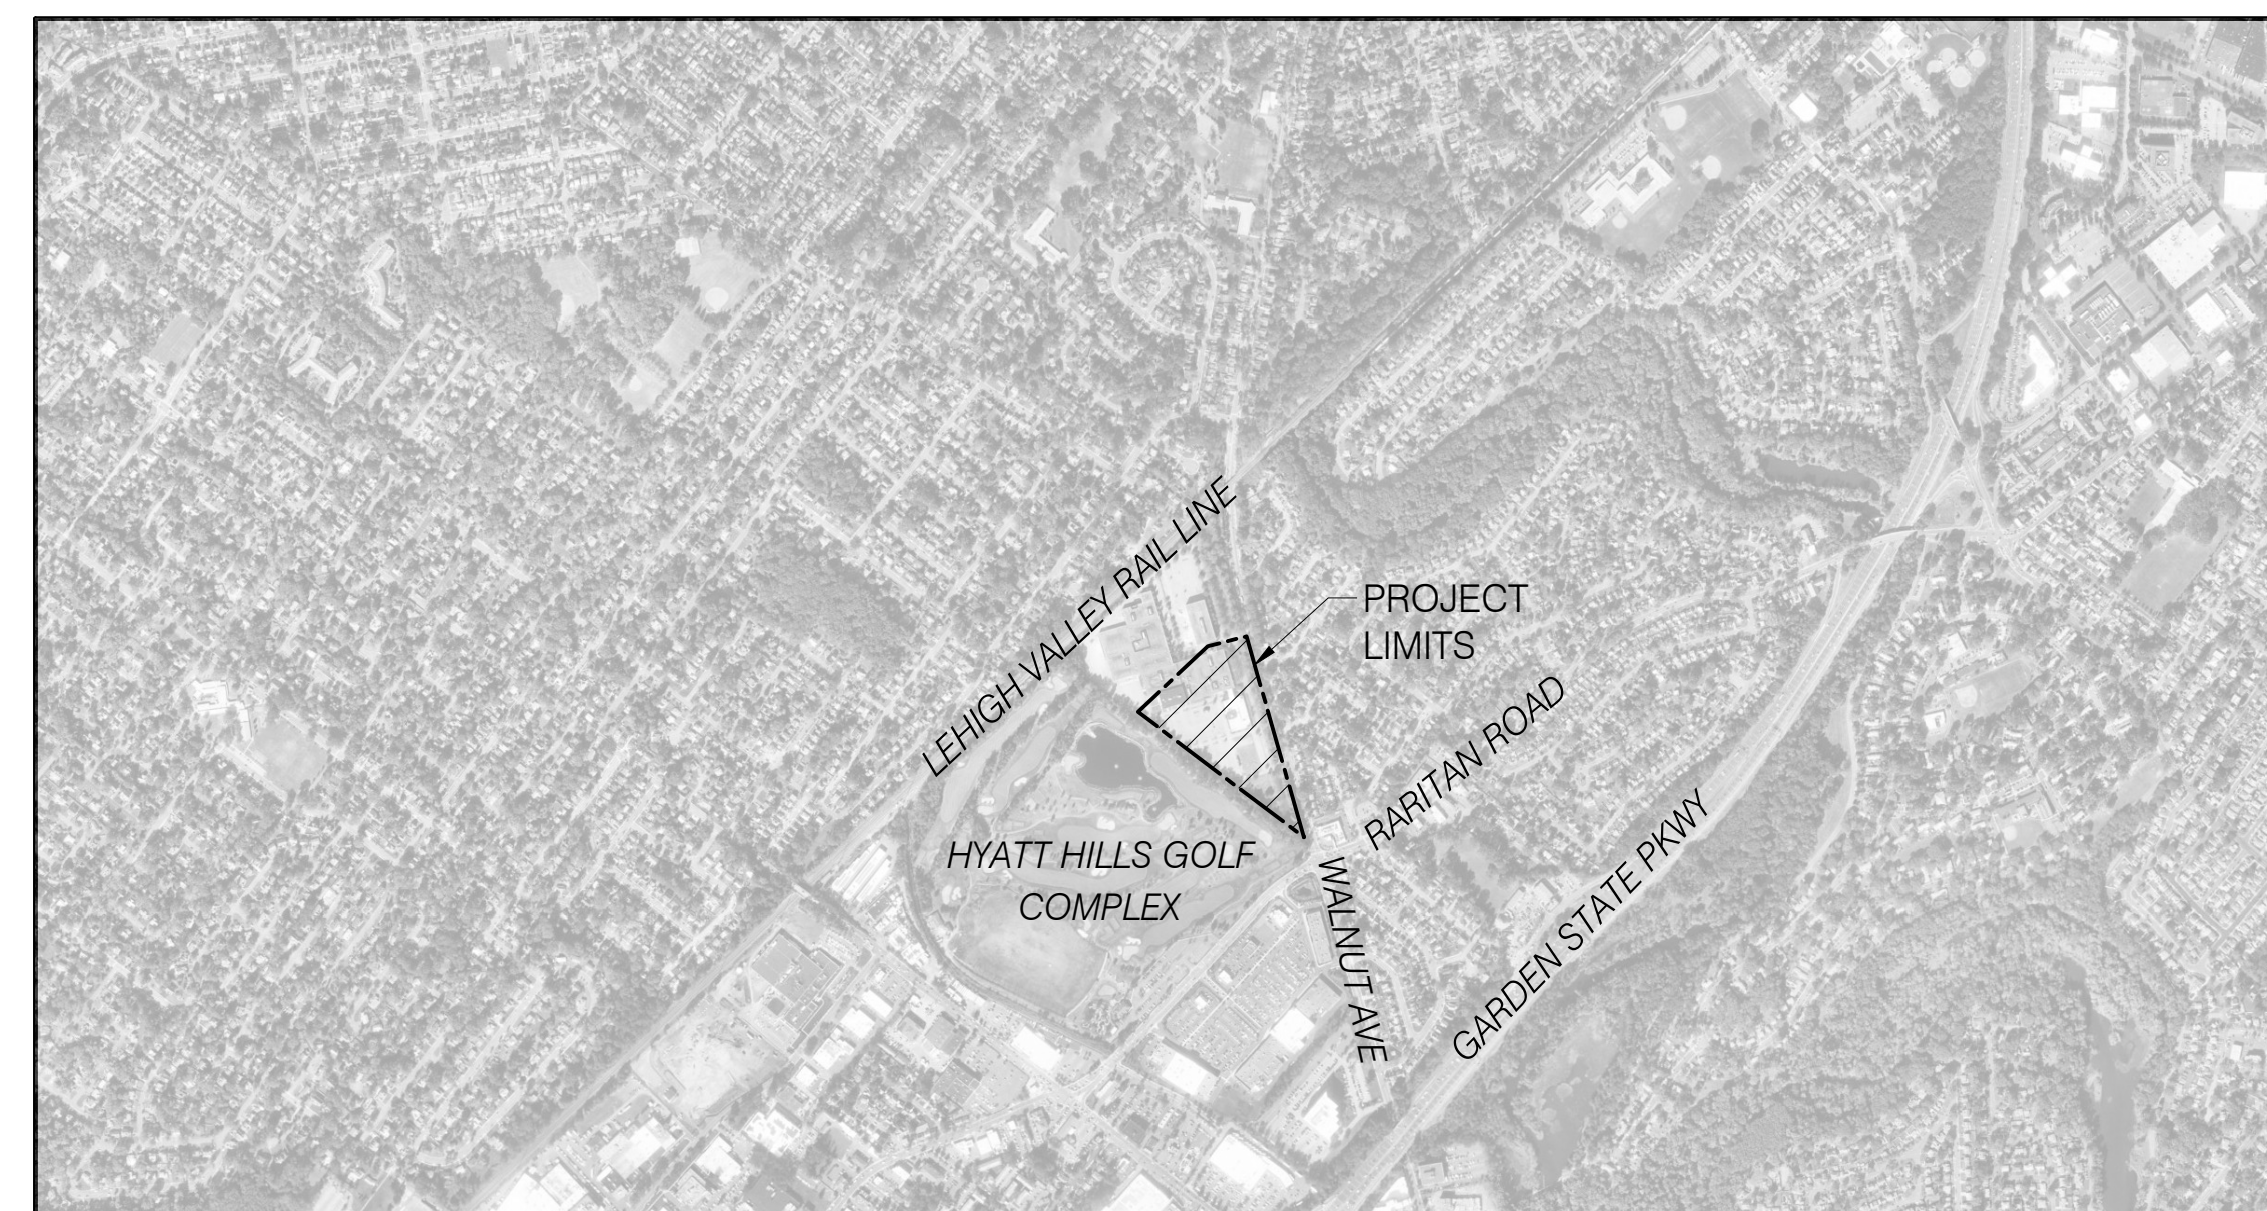 LEHIGH VALLEY RAIL LINE
PROJECT
LIMITS
RARITAN ROAD
HYATT HILLS GOLF
COMPLEX
WALNUT AVE
GARDEN STATE PKWY